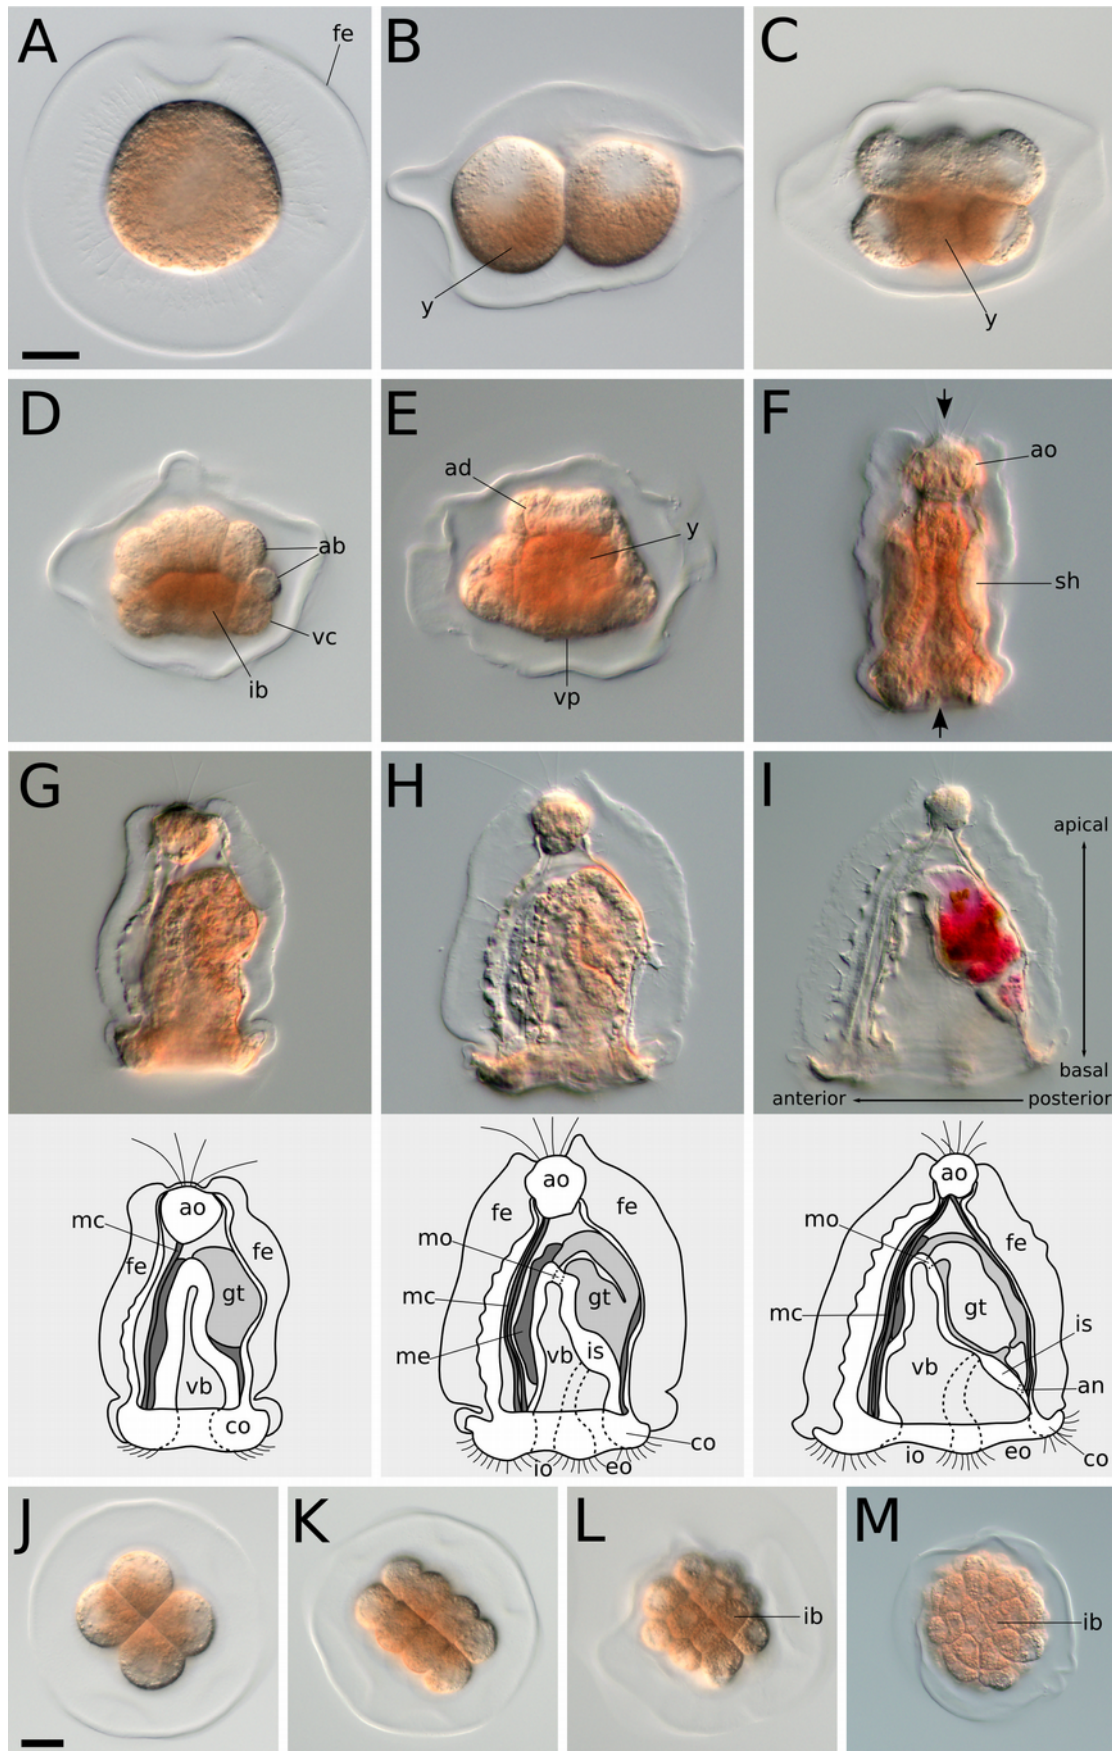 A
fe
B
y
C
y
D
ab
vc
ib
E
ad
y
vp
F
ao
sh
G
H
I
apical
basal
anterior
posterior
ao
mc
fe
fe
gt
vb
co
ao
fe
fe
mo
mc
gt
me
vb
is
co
io
eo
ao
mo
fe
mc
gt
is
vb
an
io
eo
co
J
K
L
ib
M
ib